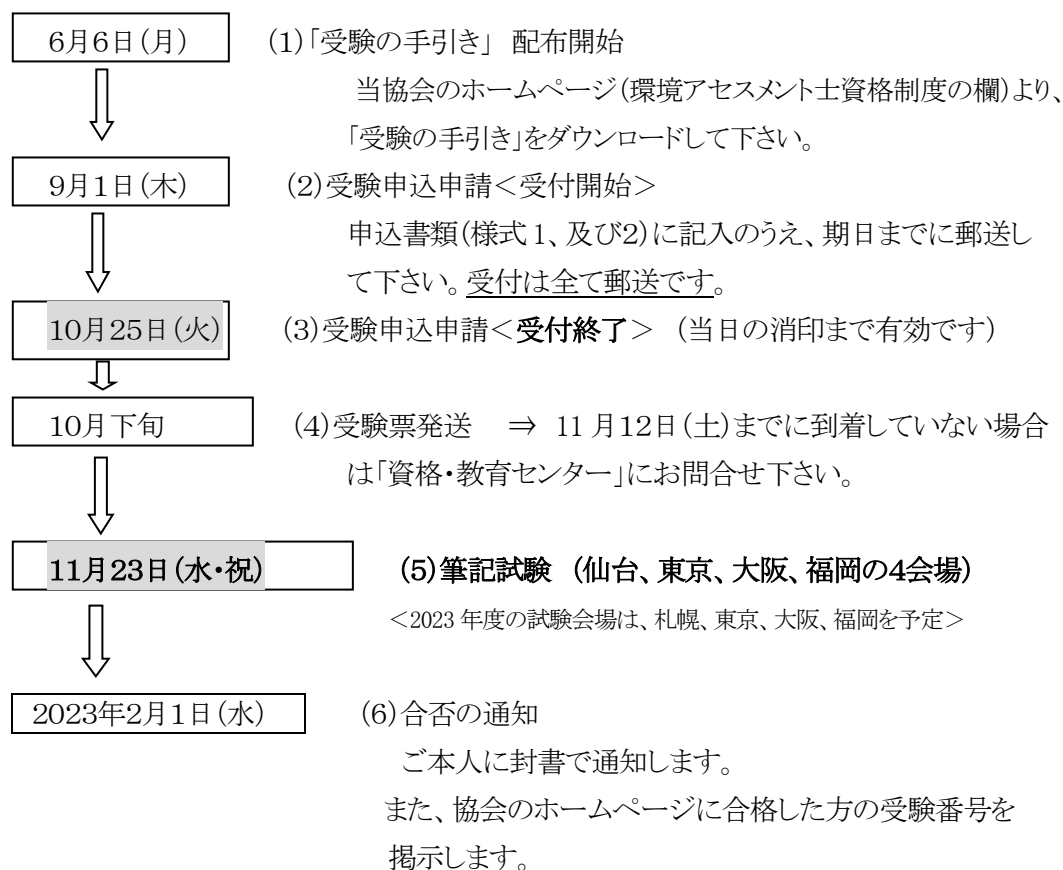 6月6日(月) (1)「受験の手引き」 配布開始
当協会のホームページ(環境アセスメント士資格制度の欄)より、
「受験の手引き」をダウンロードして下さい。
9月1日(木) (2)受験申込申請<受付開始>
申込書類(様式1、及び2)に記入のうえ、期日までに郵送し
て下さい。受付は全て郵送です。
10月25日(火) (3)受験申込申請<受付終了> (当日の消印まで有効です)
10月下旬 (4)受験票発送 ⇒ 11月12日(土)までに到着していない場合
は「資格・教育センター」にお問合せ下さい。
11月23日(水・祝) (5)筆記試験 (仙台、東京、大阪、福岡の4会場)
<2023年度の試験会場は、札幌、東京、大阪、福岡を予定>
2023年2月1日(水) (6)合否の通知
ご本人に封書で通知します。
また、協会のホームページに合格した方の受験番号を
掲示します。